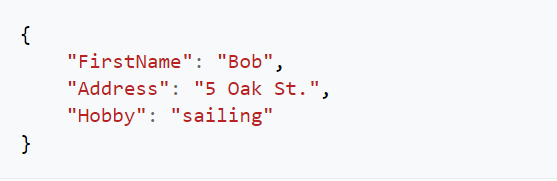 {
    "FirstName": "Bob",
    "Address": "5 Oak St.",
    "Hobby": "sailing"
}